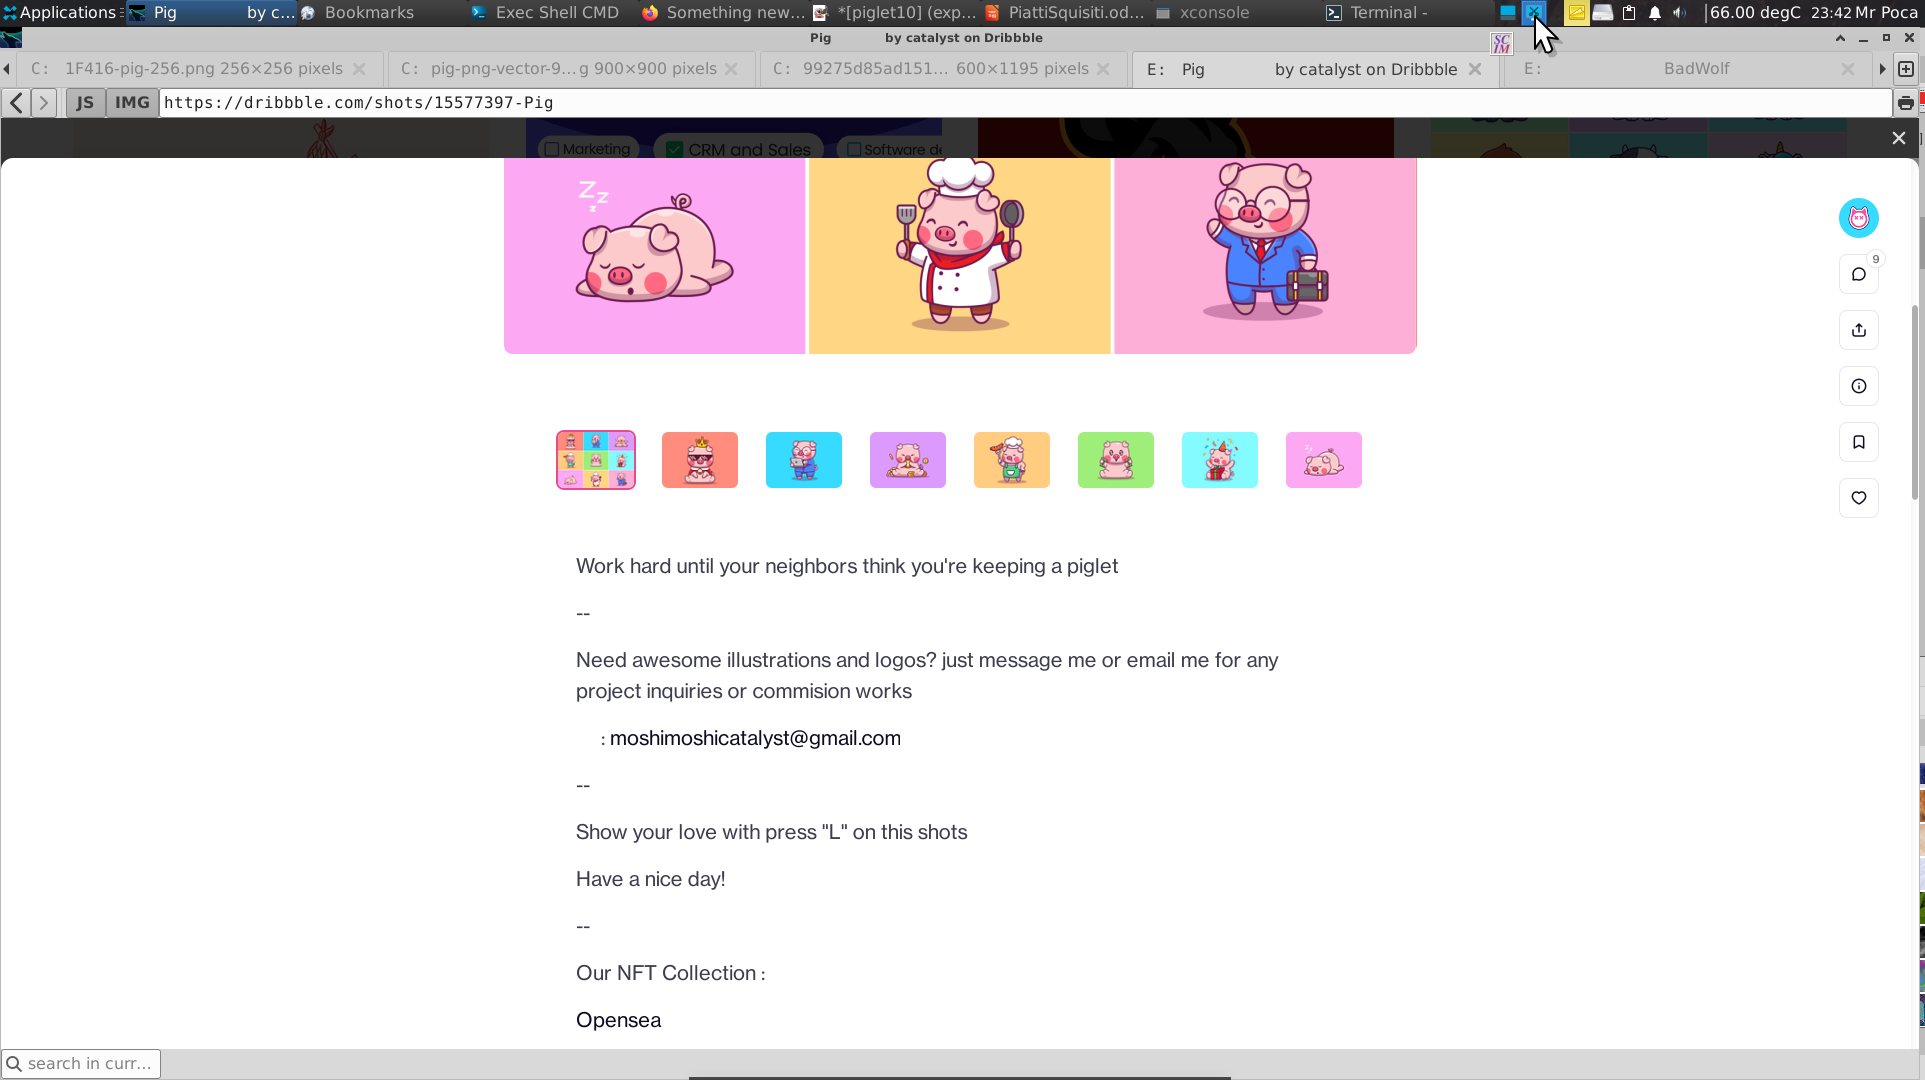 Applications
Pig by c...
Bookmarks
Exec Shell CMD
Something new...
*[piglet10] (exp...
PiattiSquisiti.od...
xconsole
Terminal -
66.00 degC
23:42 Mr Poca
Pig by catalyst on Dribbble
SCIM
C: 1F416-pig-256.png 256×256 pixels
C: pig-png-vector-9...g 900×900 pixels
C: 99275d85ad151... 600×1195 pixels
E: Pig by catalyst on Dribbble
E: BadWolf
JS
IMG
https://dribbble.com/shots/15577397-Pig
Marketing
CRM and Sales
Software de
Zzz
9
Work hard until your neighbors think you're keeping a piglet
--
Need awesome illustrations and logos? just message me or email me for any
project inquiries or commision works
: moshimoshicatalyst@gmail.com
--
Show your love with press "L" on this shots
Have a nice day!
--
Our NFT Collection :
Opensea
search in curr...